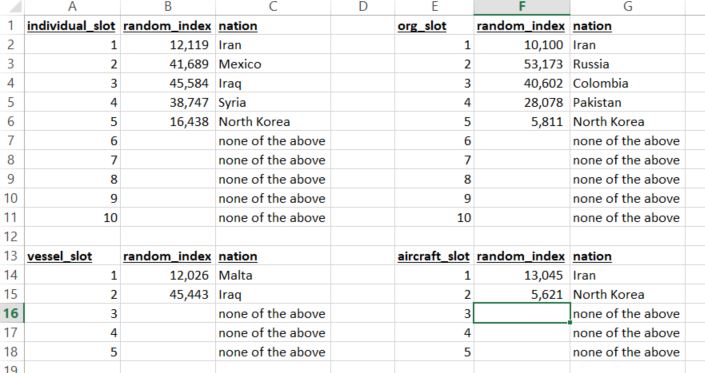 A B C D E F G
1 individual_slot random_index nation org_slot random_index nation
2 1 12,119 Iran 1 10,100 Iran
3 2 41,689 Mexico 2 53,173 Russia
4 3 45,584 Iraq 3 40,602 Colombia
5 4 38,747 Syria 4 28,078 Pakistan
6 5 16,438 North Korea 5 5,811 North Korea
7 6 none of the above 6 none of the above
8 7 none of the above 7 none of the above
9 8 none of the above 8 none of the above
10 9 none of the above 9 none of the above
11 10 none of the above 10 none of the above
12
13 vessel_slot random_index nation aircraft_slot random_index nation
14 1 12,026 Malta 1 13,045 Iran
15 2 45,443 Iraq 2 5,621 North Korea
16 3 none of the above 3 none of the above
17 4 none of the above 4 none of the above
18 5 none of the above 5 none of the above
19